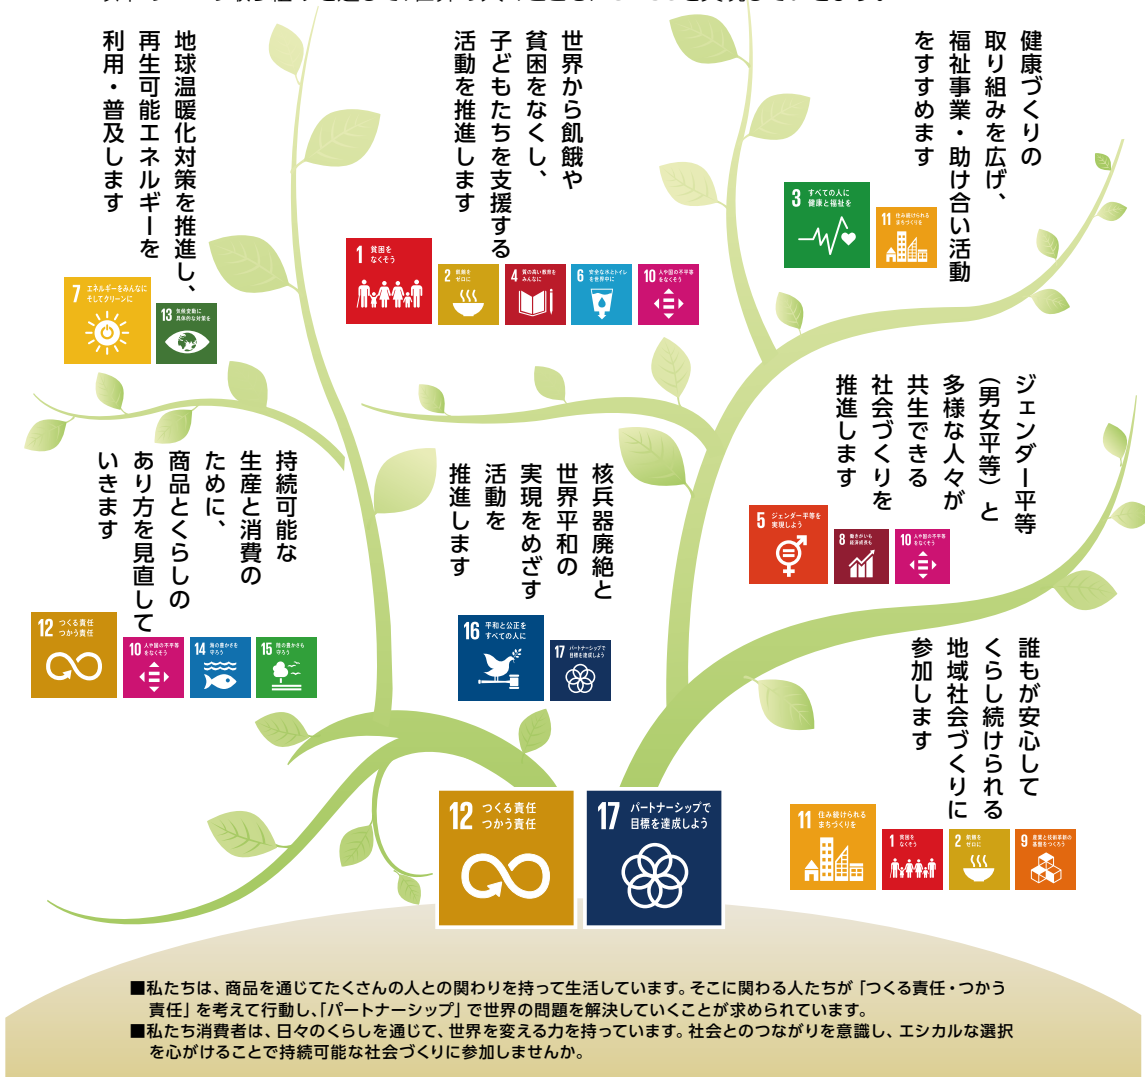 地球温暖化対策を推進し、
再生可能エネルギーを
利用・普及します
7 エネルギーをみんなに
そしてクリーンに
13 気候変動に
具体的な対策を
世界から飢餓や
貧困をなくし、
子どもたちを支援する
活動を推進します
1 貧困を
なくそう
2 飢餓を
ゼロに
4 質の高い教育を
みんなに
6 安全な水とトイレ
を世界中に
10 人や国の不平等
をなくそう
健康づくりの
取り組みを広げ、
福祉事業・助け合い活動
をすすめます
3 すべての人に
健康と福祉を
11 住み続けられる
まちづくりを
持続可能な
生産と消費の
ために、
商品とくらしの
あり方を見直して
いきます
12 つくる責任
つかう責任
10 人や国の不平等
をなくそう
14 海の豊かさを
守ろう
15 陸の豊かさも
守ろう
核兵器廃絶と
世界平和の
実現をめざす
活動を
推進します
16 平和と公正を
すべての人に
17 パートナーシップで
目標を達成しよう
ジェンダー平等
（男女平等）と
多様な人々が
共生できる
社会づくりを
推進します
5 ジェンダー平等を
実現しよう
8 働きがいも
経済成長も
10 人や国の不平等
をなくそう
誰もが安心して
くらし続けられる
地域社会づくりに
参加します
11 住み続けられる
まちづくりを
1 貧困を
なくそう
2 飢餓を
ゼロに
9 産業と技術革新の
基盤をつくろう
12 つくる責任
つかう責任
17 パートナーシップで
目標を達成しよう
■私たちは、商品を通じてたくさんの人との関わりを持って生活しています。そこに関わる人たちが「つくる責任・つかう
責任」を考えて行動し、「パートナーシップ」で世界の問題を解決していくことが求められています。
■私たち消費者は、日々のくらしを通じて、世界を変える力を持っています。社会とのつながりを意識し、エシカルな選択
を心がけることで持続可能な社会づくりに参加しませんか。